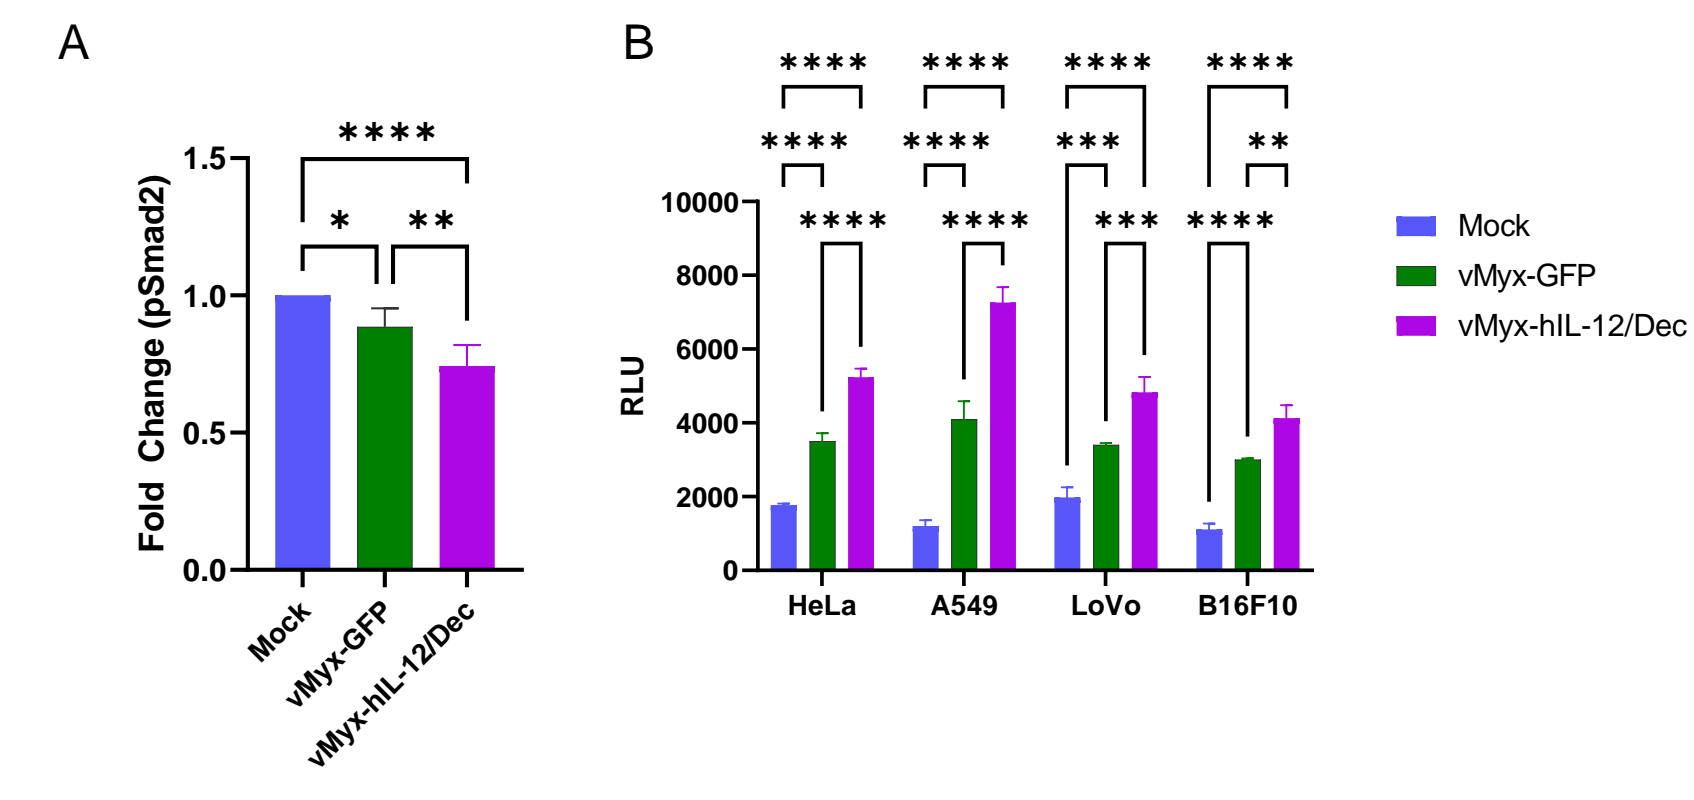 A
****
*
**
1.5
1.0
0.5
0.0
Fold Change (pSmad2)
Mock
vMyx-GFP
vMyx-hIL-12/Dec
B
**** **** **** ****
**** **** *** **
**** **** *** ****
10000
8000
6000
4000
2000
0
RLU
HeLa A549 LoVo B16F10
Mock
vMyx-GFP
vMyx-hIL-12/Dec